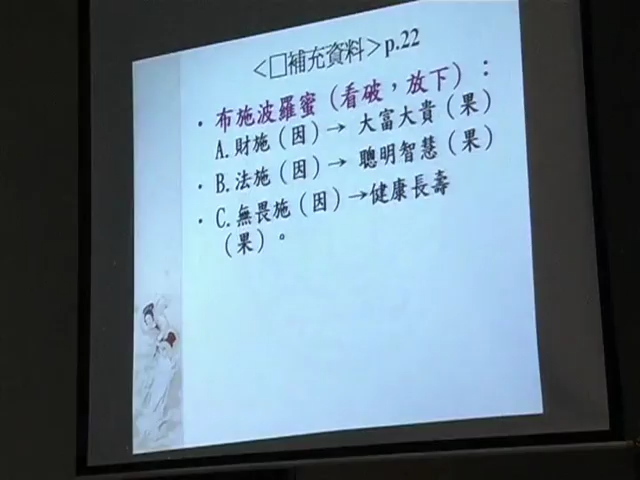 <□補充資料>p.22
· 布施波羅蜜（看破，放下）：
A.財施（因）→ 大富大貴（果）
· B.法施（因）→ 聰明智慧（果）
· C.無畏施（因）→健康長壽
（果）。